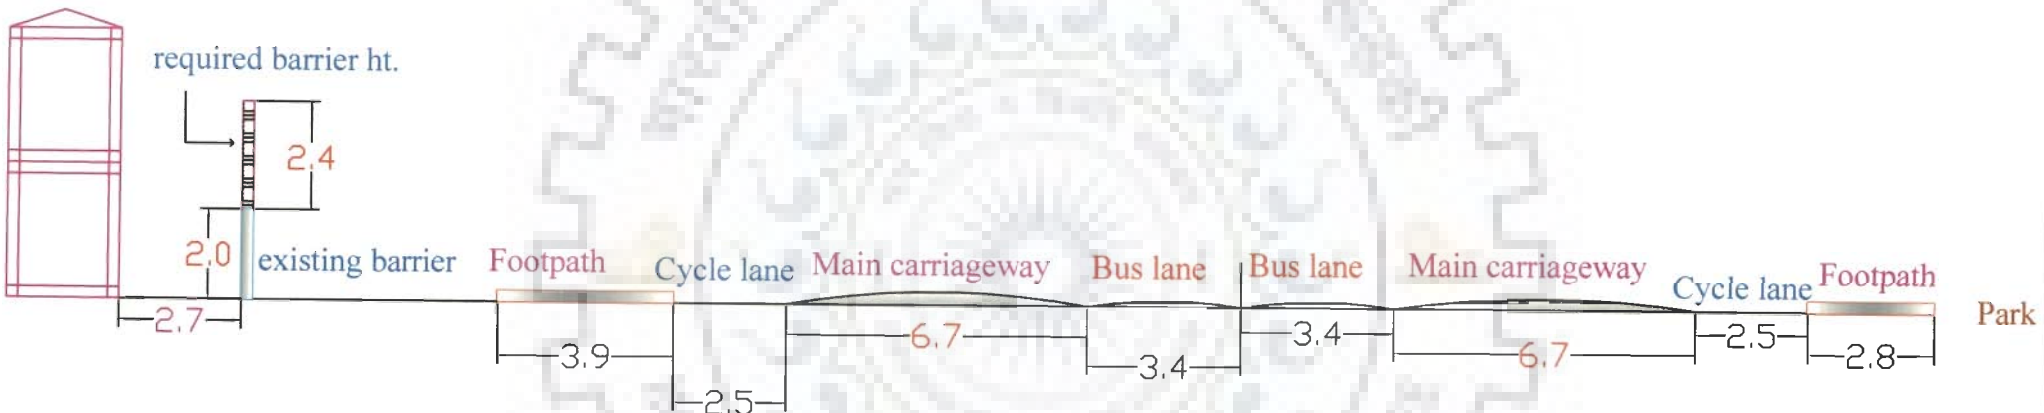 required barrier ht.
2.4
2.0
existing barrier
Footpath
Cycle lane
Main carriageway
Bus lane
Bus lane
Main carriageway
Cycle lane
Footpath
Park
2.7
3.9
2.5
6.7
3.4
3.4
6.7
2.5
2.8